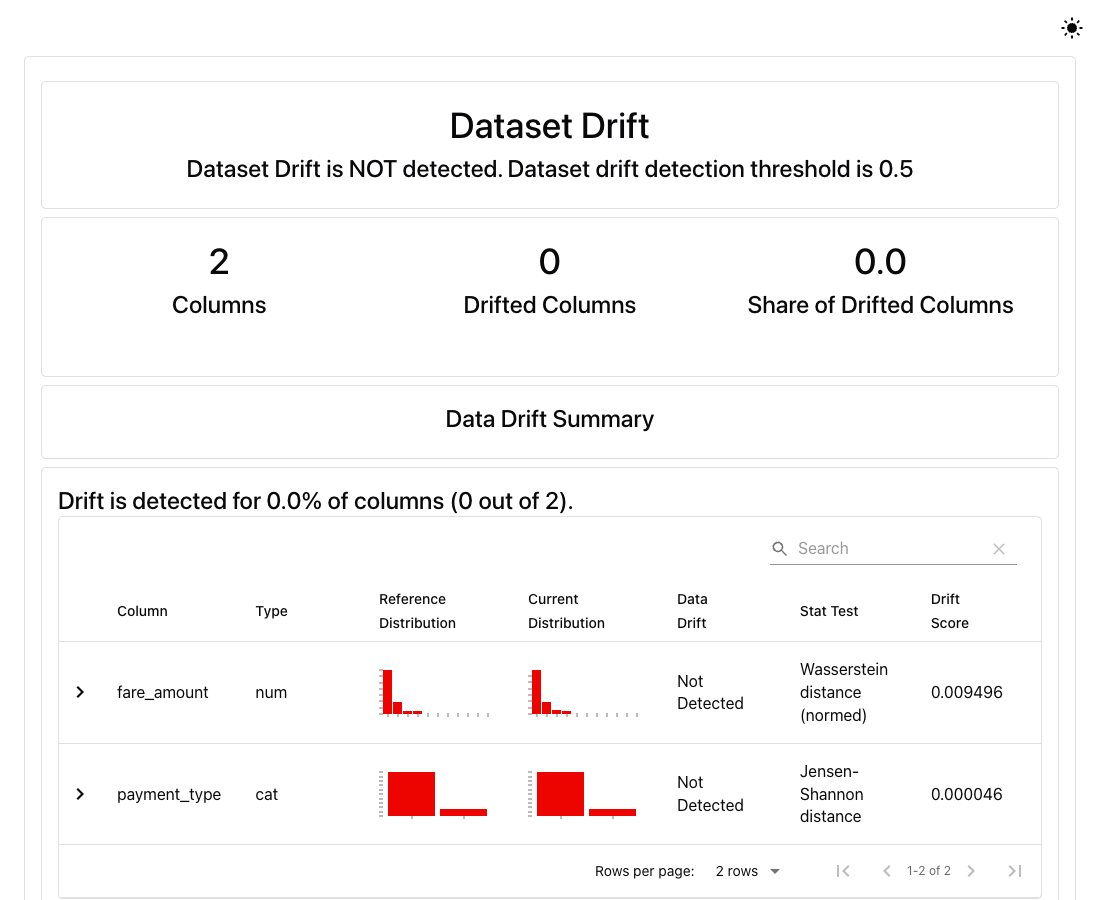 Dataset Drift
Dataset Drift is NOT detected. Dataset drift detection threshold is 0.5
2
Columns
0
Drifted Columns
0.0
Share of Drifted Columns
Data Drift Summary
Drift is detected for 0.0% of columns (0 out of 2).
Search
Column
Type
Reference
Distribution
Current
Distribution
Data
Drift
Stat Test
Drift
Score
fare_amount
num
Not
Detected
Wasserstein
distance
(normed)
0.009496
payment_type
cat
Not
Detected
Jensen-
Shannon
distance
0.000046
Rows per page:
2 rows
1-2 of 2